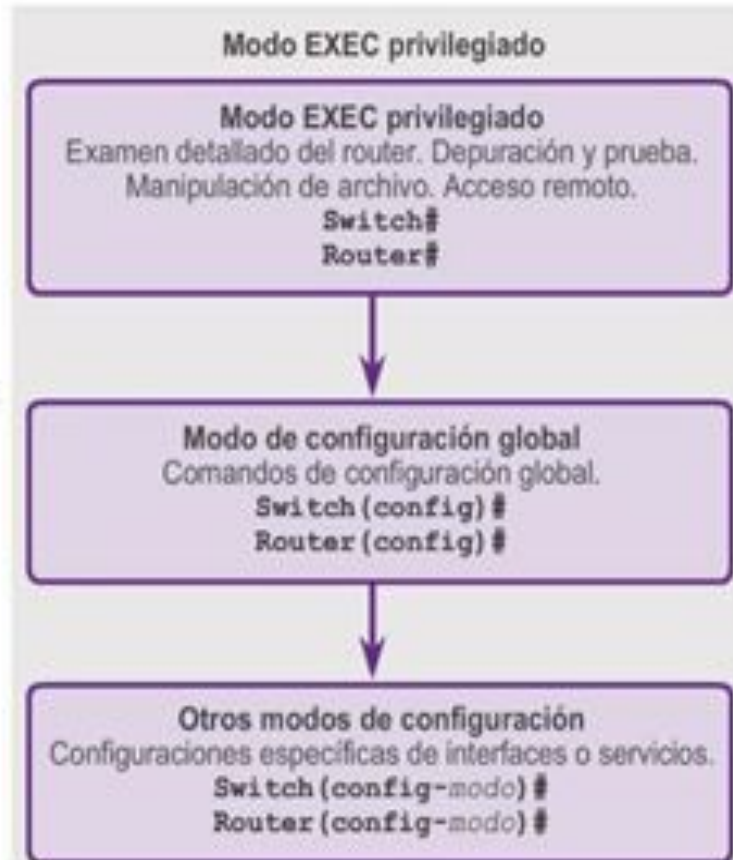 Modo EXEC privilegiado
Modo EXEC privilegiado
Examen detallado del router. Depuración y prueba.
Manipulación de archivo. Acceso remoto.
Switch#
Router#
Modo de configuración global
Comandos de configuración global.
Switch(config)#
Router(config)#
Otros modos de configuración
Configuraciones específicas de interfaces o servicios.
Switch(config-modo)#
Router(config-modo)#